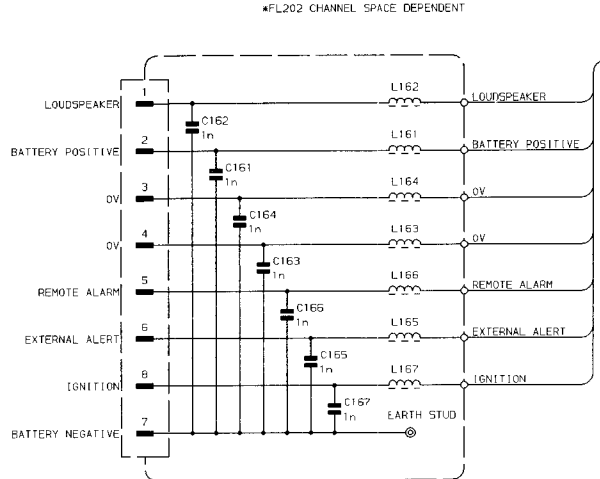 *FL202 CHANNEL SPACE DEPENDENT
1
L162
LOUDSPEAKER
LOUDSPEAKER
C162
1n
2
L161
BATTERY POSITIVE
BATTERY POSITIVE
C161
1n
3
L164
0V
0V
C164
1n
4
L163
0V
0V
C163
1n
5
L166
REMOTE ALARM
REMOTE ALARM
C166
1n
6
L165
EXTERNAL ALERT
EXTERNAL ALERT
C165
1n
8
L167
IGNITION
IGNITION
C167
1n
EARTH STUD
7
BATTERY NEGATIVE